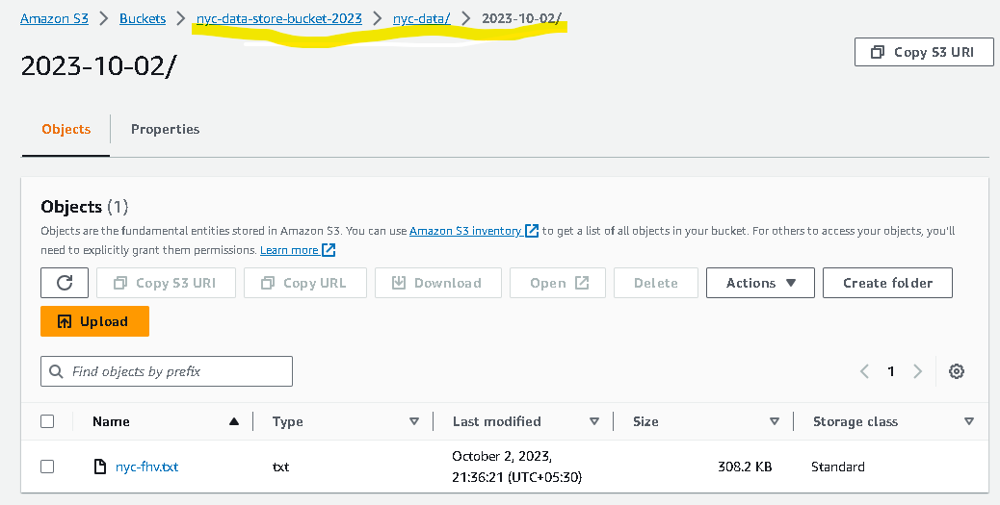 Amazon S3 > Buckets > nyc-data-store-bucket-2023 > nyc-data/ > 2023-10-02/
2023-10-02/
Copy S3 URI
Objects Properties
Objects (1)
Objects are the fundamental entities stored in Amazon S3. You can use Amazon S3 inventory to get a list of all objects in your bucket. For others to access your objects, you'll
need to explicitly grant them permissions. Learn more
Copy S3 URI Copy URL Download Open Delete Actions Create folder
Upload
Find objects by prefix
1
Name Type Last modified Size Storage class
nyc-fhv.txt txt October 2, 2023, 308.2 KB Standard
21:36:21 (UTC+05:30)